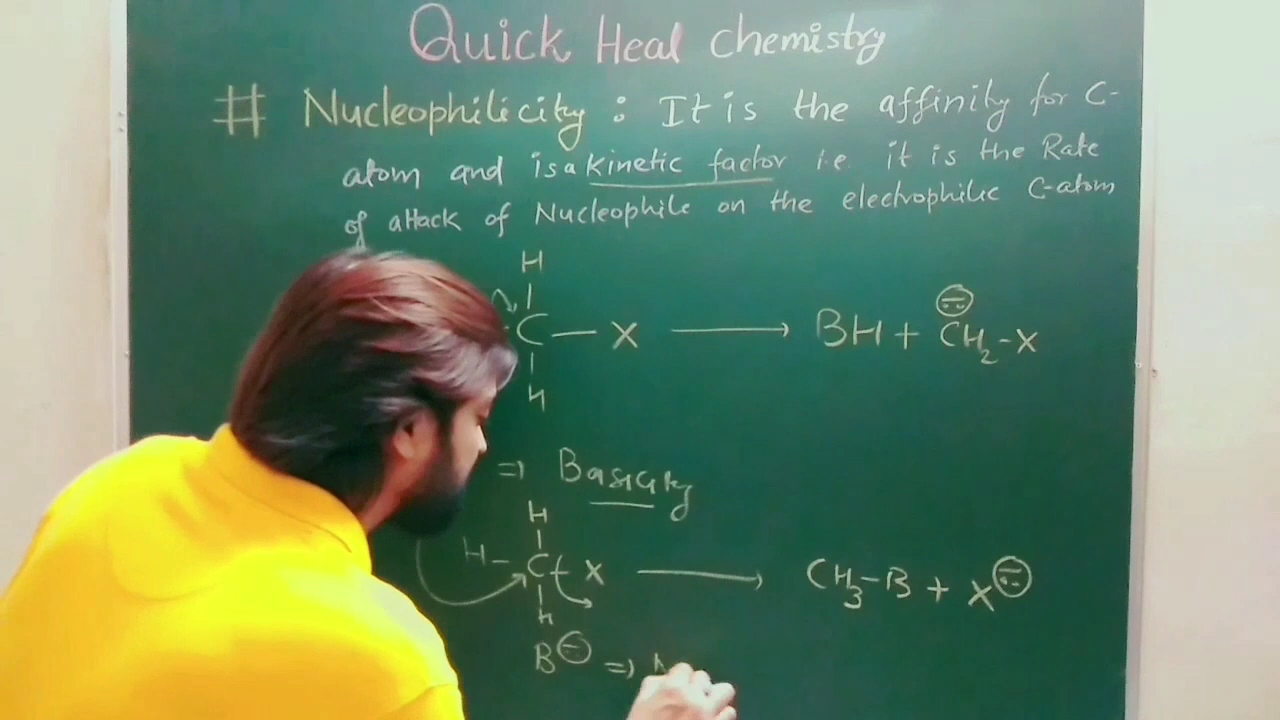 Quick Heal Chemistry
# Nucleophilicity : It is the affinity for C-
atom and is a kinetic factor i.e. it is the Rate
of attack of Nucleophile on the electrophilic C-atom
H
C — X ⟶ BH + CH2-X
H
⇒ Basicity
H
H - C X ⟶ CH3-B + X⊖
H
B⊖ ⇒